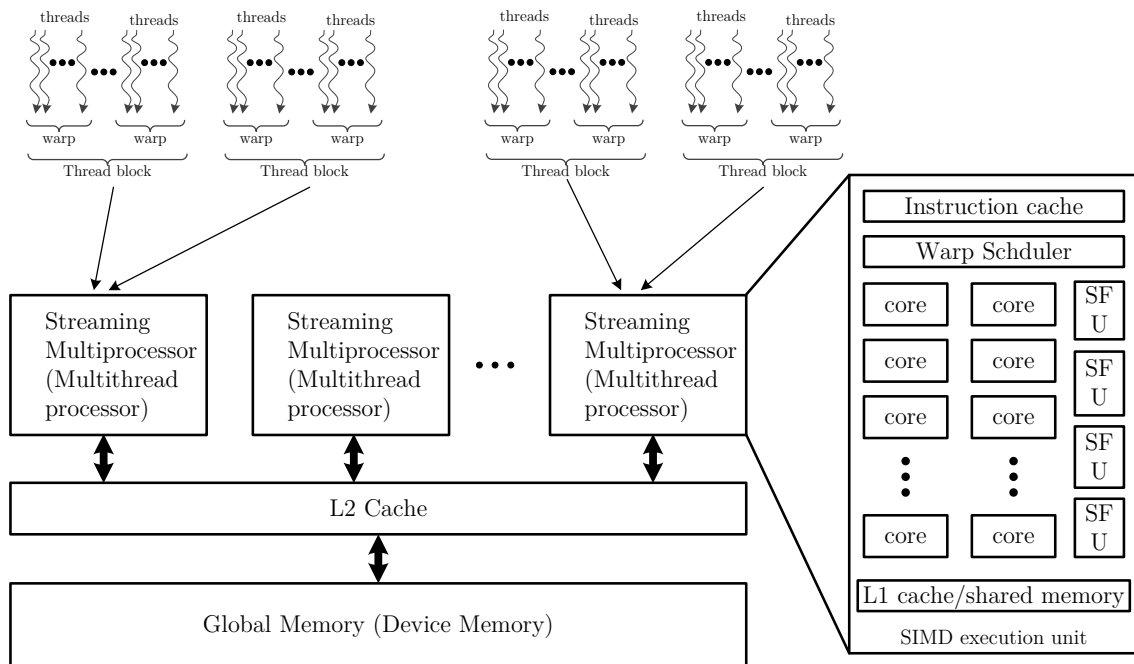 threads threads threads threads threads threads threads threads
warp warp warp warp warp warp warp warp
Thread block Thread block Thread block Thread block
Streaming
Multiprocessor
(Multithread
processor)
Streaming
Multiprocessor
(Multithread
processor)
Streaming
Multiprocessor
(Multithread
processor)
L2 Cache
Global Memory (Device Memory)
Instruction cache
Warp Schduler
core core SF
U
core core SF
U
core core SF
U
core core SF
U
L1 cache/shared memory
SIMD execution unit